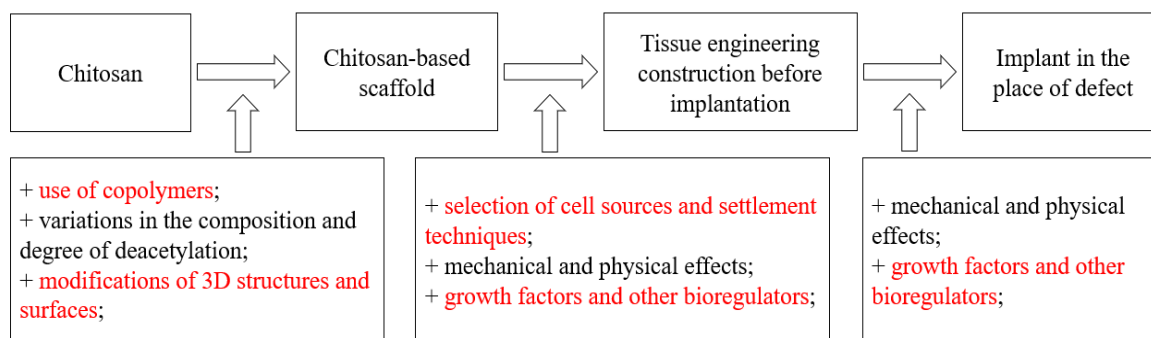 Chitosan
Chitosan-based
scaffold
Tissue engineering
construction before
implantation
Implant in the
place of defect
+ use of copolymers;
+ variations in the composition and
degree of deacetylation;
+ modifications of 3D structures and
surfaces;
+ selection of cell sources and settlement
techniques;
+ mechanical and physical effects;
+ growth factors and other bioregulators;
+ mechanical and physical
effects;
+ growth factors and other
bioregulators;